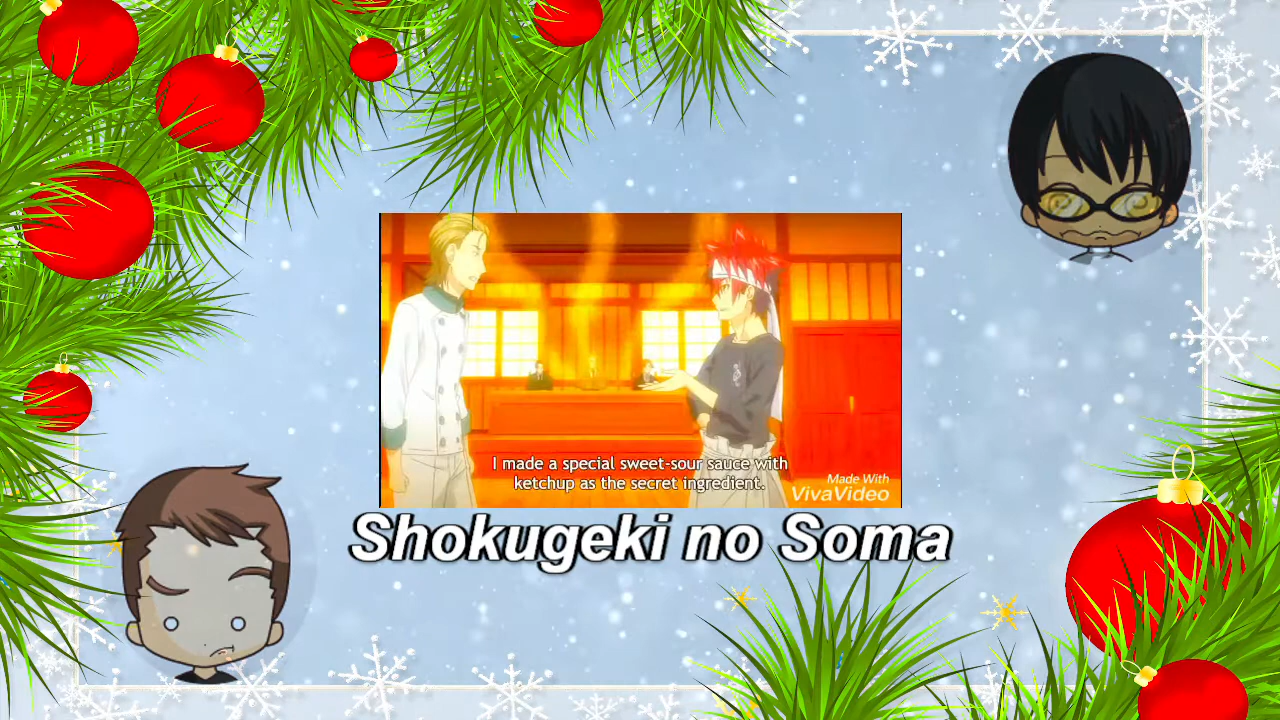 I made a special sweet-sour sauce with
ketchup as the secret ingredient.
Made With
VivaVideo
Shokugeki no Soma